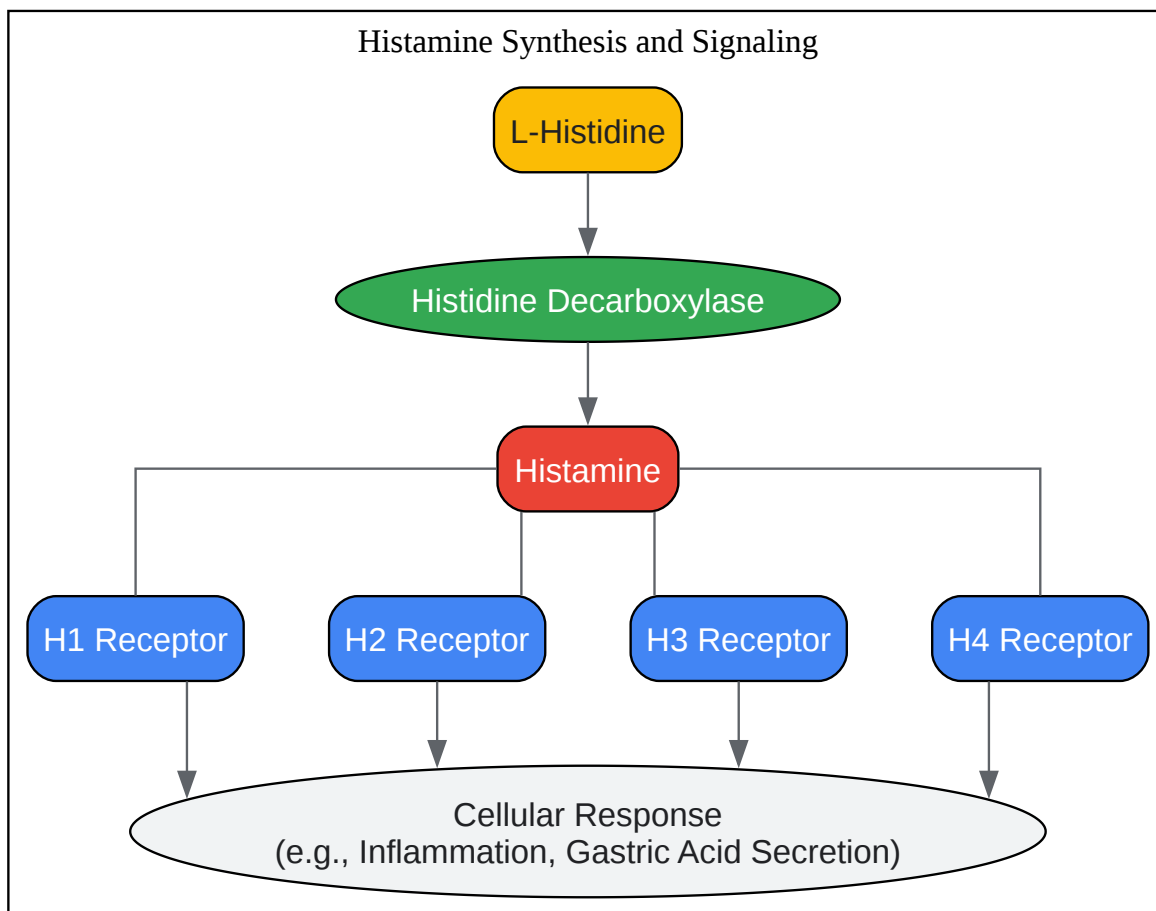 Histamine Synthesis and Signaling
L-Histidine
Histidine Decarboxylase
Histamine
H1 Receptor
H2 Receptor
H3 Receptor
H4 Receptor
Cellular Response
(e.g., Inflammation, Gastric Acid Secretion)